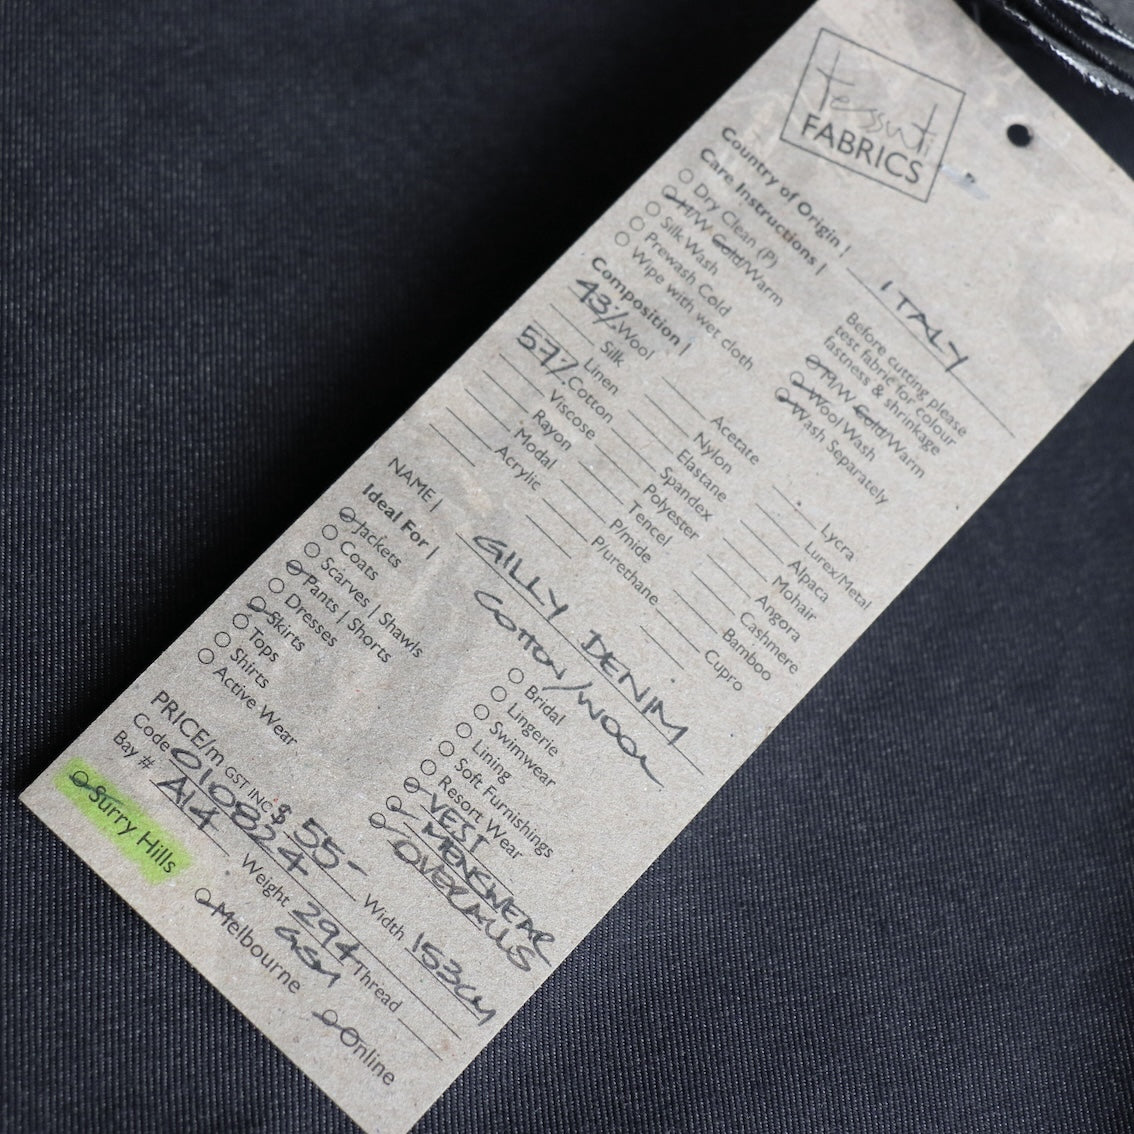 tessuti
FABRICS
Country of Origin | ITALY
Care Instructions |
Dry Clean (P)
H/W Cold/Warm
Silk Wash
Prewash Cold
Wipe with wet cloth
Before cutting please
test fabric for colour
fastness & shrinkage
M/W Cold/Warm
Wool Wash
Wash Separately
Composition |
43% Wool
Silk
Linen
57% Cotton
Viscose
Rayon
Modal
Acrylic
Acetate
Nylon
Elastane
Spandex
Polyester
Tencel
P/mide
P/urethane
Lycra
Lurex/Metal
Alpaca
Mohair
Angora
Cashmere
Bamboo
Cupro
NAME | GILLY DENIM
COTTON/WOOL
Ideal For |
Jackets
Coats
Scarves | Shawls
Pants | Shorts
Dresses
Skirts
Tops
Shirts
Active Wear
Bridal
Lingerie
Swimwear
Lining
Soft Furnishings
Resort Wear
VEST
MENSWEAR
OVERALLS
PRICE/m GST INC $ 55-
Code 010824 Width 153CM
Bay # A14 Weight 294 GSM Thread
Surry Hills
Melbourne
Online